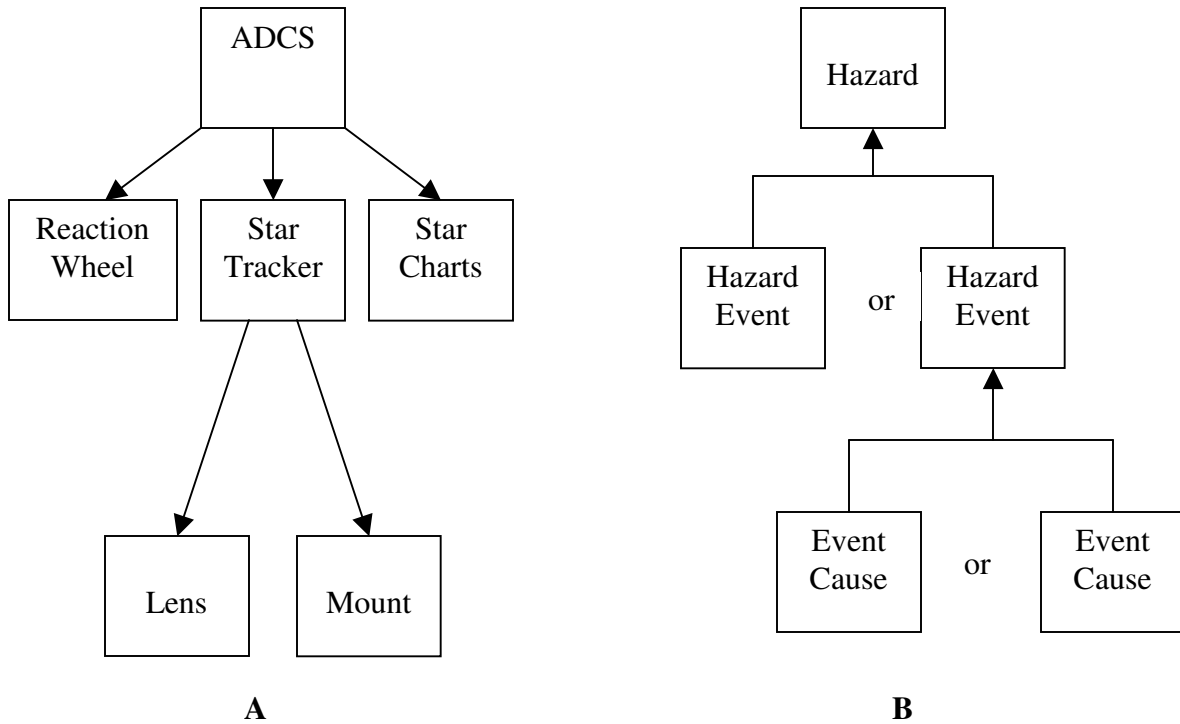 ADCS
Reaction
Wheel
Star
Tracker
Star
Charts
Lens
Mount
A
Hazard
Hazard
Event
or
Hazard
Event
Event
Cause
or
Event
Cause
B